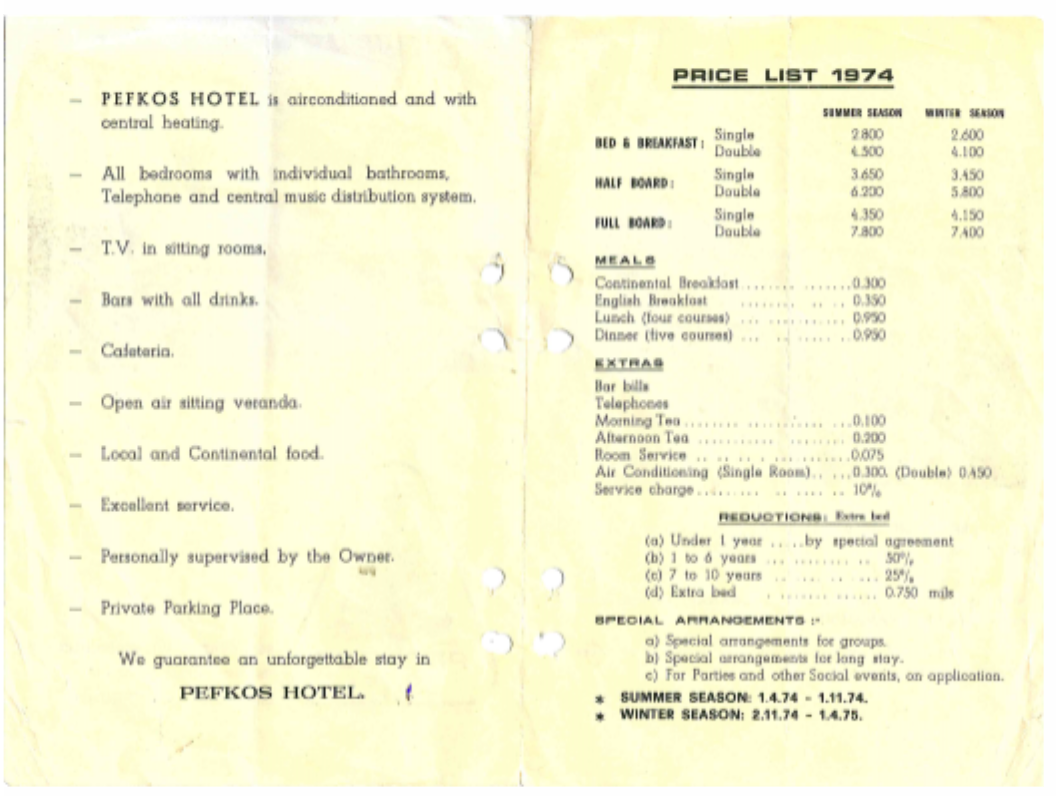 — PEFKOS HOTEL is airconditioned and with
central heating.
— All bedrooms with individual bathrooms,
Telephone and central music distribution system.
— T.V. in sitting rooms.
— Bars with all drinks.
— Cafeteria.
— Open air sitting veranda.
— Local and Continental food.
— Excellent service.
— Personally supervised by the Owner.
— Private Parking Place.
We guarantee an unforgettable stay in
PEFKOS HOTEL.
PRICE LIST 1974
SUMMER SEASON WINTER SEASON
BED & BREAKFAST: Single 2.800 2.600
Double 4.500 4.100
HALF BOARD: Single 3.650 3.450
Double 6.200 5.800
FULL BOARD: Single 4.350 4.150
Double 7.800 7.400
MEALS
Continental Breakfast ............... 0.300
English Breakfast ........ .. .. 0.350
Lunch (four courses) ... ............ 0.950
Dinner (five courses) ... .. ........ 0.950
EXTRAS
Bar bills
Telephones
Morning Tea .................. 0.100
Afternoon Tea .................. 0.200
Room Service .................. 0.075
Air Conditioning (Single Room).. ... 0.300. (Double) 0.450
Service charge .................. 10%
REDUCTIONS: Extra bed
(a) Under 1 year .....by special agreement
(b) 1 to 6 years ............ 50%
(c) 7 to 10 years ............ 25%
(d) Extra bed ............ 0.750 mils
SPECIAL ARRANGEMENTS :-
a) Special arrangements for groups.
b) Special arrangements for long stay.
c) For Parties and other Social events, on application.
* SUMMER SEASON: 1.4.74 - 1.11.74.
* WINTER SEASON: 2.11.74 - 1.4.75.